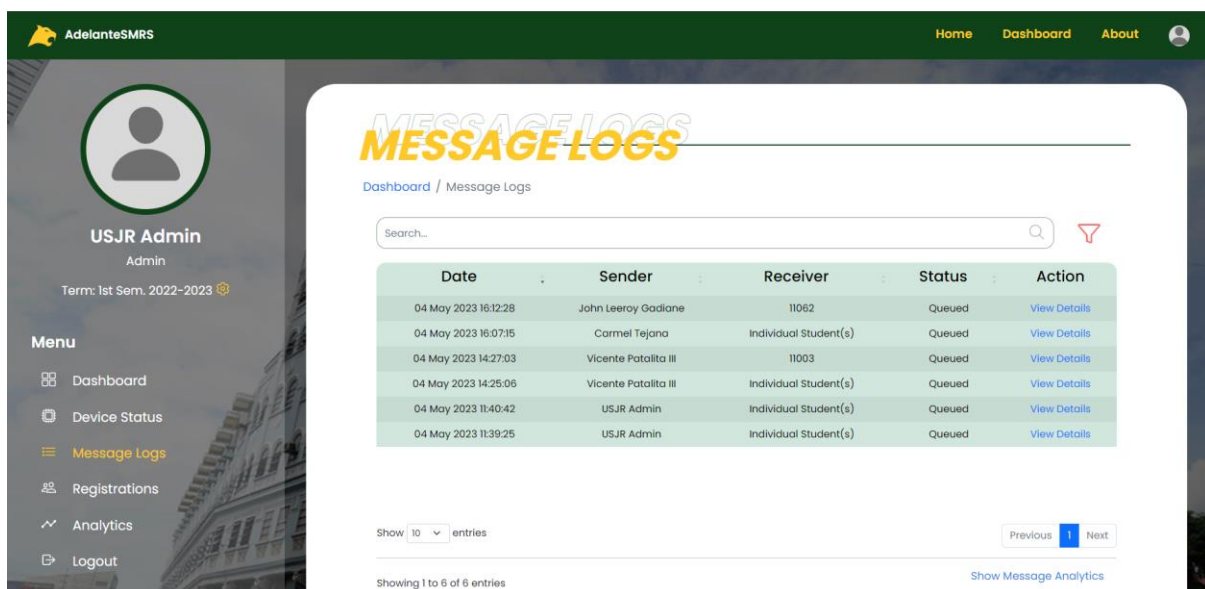 AdelanteSMRS
Home Dashboard About
USJR Admin
Admin
Term: 1st Sem. 2022-2023
Menu
Dashboard
Device Status
Message Logs
Registrations
Analytics
Logout
MESSAGE LOGS
MESSAGE LOGS
Dashboard / Message Logs
Search...
Date Sender Receiver Status Action
04 May 2023 16:12:28 John Leeroy Gadiane 11062 Queued View Details
04 May 2023 16:07:15 Carmel Tejana Individual Student(s) Queued View Details
04 May 2023 14:27:03 Vicente Patalita III 11003 Queued View Details
04 May 2023 14:25:06 Vicente Patalita III Individual Student(s) Queued View Details
04 May 2023 11:40:42 USJR Admin Individual Student(s) Queued View Details
04 May 2023 11:39:25 USJR Admin Individual Student(s) Queued View Details
Show 10 entries
Previous 1 Next
Showing 1 to 6 of 6 entries
Show Message Analytics